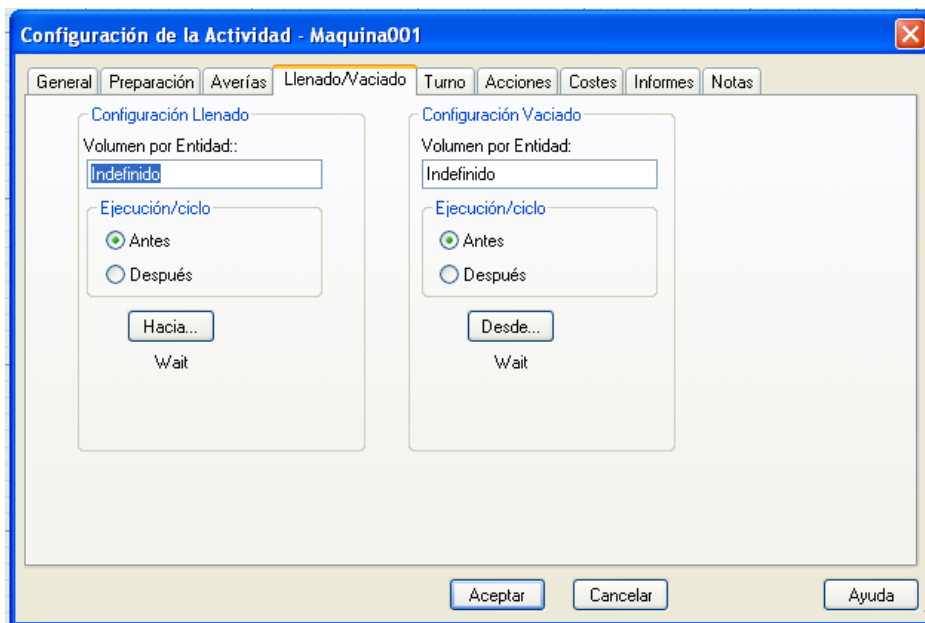 Configuración de la Actividad - Maquina001
General Preparación Averías Llenado/Vaciado Turno Acciones Costes Informes Notas
Configuración Llenado
Volumen por Entidad::
Indefinido
Ejecución/ciclo
Antes
Después
Hacia...
Wait
Configuración Vaciado
Volumen por Entidad:
Indefinido
Ejecución/ciclo
Antes
Después
Desde...
Wait
Aceptar Cancelar Ayuda